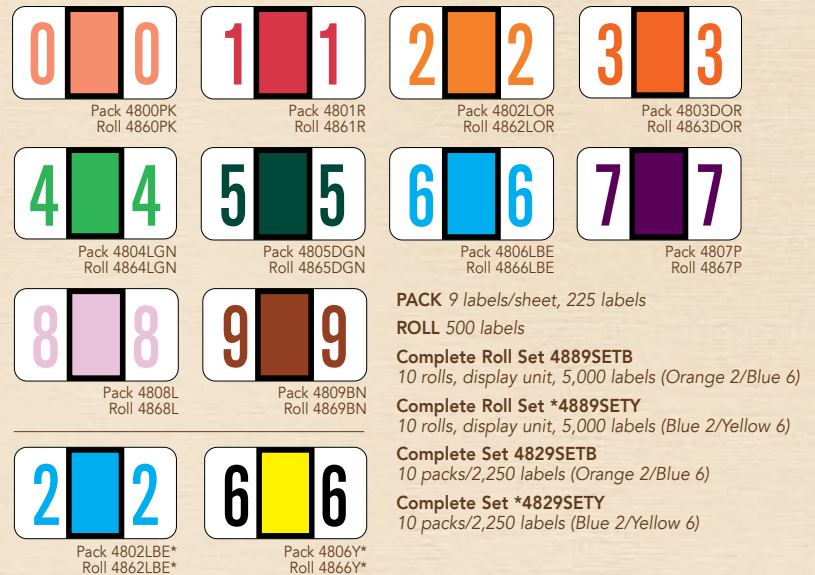 0 0
Pack 4800PK
Roll 4860PK
1 1
Pack 4801R
Roll 4861R
2 2
Pack 4802LOR
Roll 4862LOR
3 3
Pack 4803DOR
Roll 4863DOR
4 4
Pack 4804LGN
Roll 4864LGN
5 5
Pack 4805DGN
Roll 4865DGN
6 6
Pack 4806LBE
Roll 4866LBE
7 7
Pack 4807P
Roll 4867P
8 8
Pack 4808L
Roll 4868L
9 9
Pack 4809BN
Roll 4869BN
2 2
Pack 4802LBE*
Roll 4862LBE*
6 6
Pack 4806Y*
Roll 4866Y*
PACK 9 labels/sheet, 225 labels
ROLL 500 labels
Complete Roll Set 4889SETB
10 rolls, display unit, 5,000 labels (Orange 2/Blue 6)
Complete Roll Set *4889SETY
10 rolls, display unit, 5,000 labels (Blue 2/Yellow 6)
Complete Set 4829SETB
10 packs/2,250 labels (Orange 2/Blue 6)
Complete Set *4829SETY
10 packs/2,250 labels (Blue 2/Yellow 6)